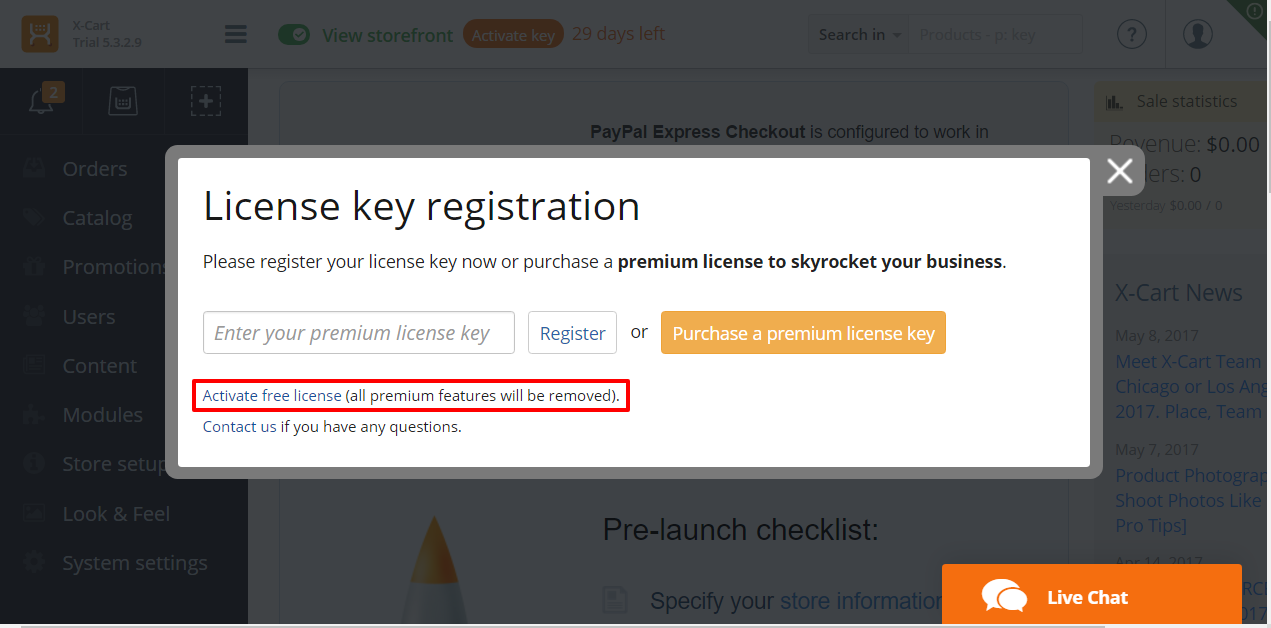 X-Cart
Trial 5.3.2.9
View storefront
Activate key
29 days left
Search in
Products - p: key
?
2
Sale statistics
Revenue: $0.00
ers: 0
Yesterday $0.00 / 0
Orders
Catalog
Promotions
Users
Content
Modules
Store setup
Look & Feel
System settings
PayPal Express Checkout is configured to work in
License key registration
Please register your license key now or purchase a premium license to skyrocket your business.
Enter your premium license key
Register
or
Purchase a premium license key
Activate free license (all premium features will be removed).
Contact us if you have any questions.
X-Cart News
May 8, 2017
Meet X-Cart Team
Chicago or Los Ang
2017. Place, Team
May 7, 2017
Product Photograp
Shoot Photos Like
Pro Tips]
Apr 14, 2017
Pre-launch checklist:
Specify your store information
Live Chat